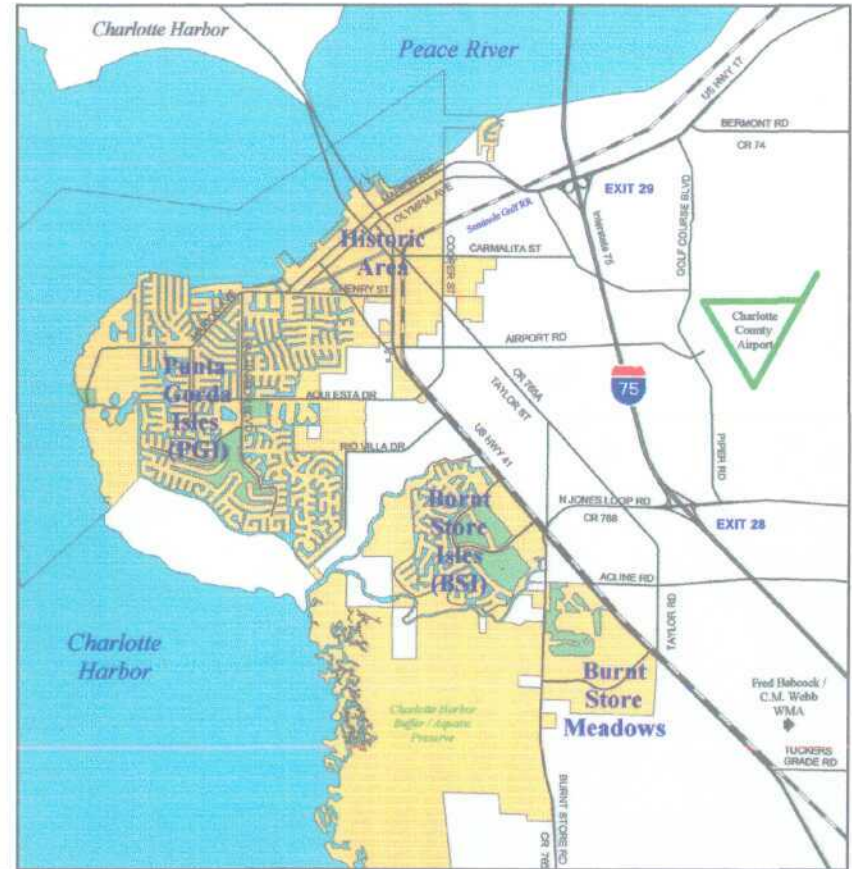 Charlotte Harbor
Peace River
US HWY 17
BERMONT RD
CR 74
EXIT 29
MARION AVE
OLYMPIA AVE
Seminole Gulf RR
Interstate 75
GOLF COURSE BLVD
Historic
Area
COOPER ST
CARMALITA ST
HENRY ST
AIRPORT RD
Charlotte
County
Airport
Punta
Gorda
Isles
(PGI)
AQUI ESTA DR
RIO VILLA DR
CR 765A
TAYLOR ST
US HWY 41
75
PIPER RD
Burnt
Store
Isles
(BSI)
N JONES LOOP RD
CR 768
EXIT 28
ACLINE RD
TAYLOR RD
Charlotte
Harbor
Charlotte Harbor
Buffer / Aquatic
Preserve
Burnt
Store
Meadows
Fred Babcock /
C.M. Webb
WMA
TUCKERS
GRADE RD
BURNT STORE RD
CR 765